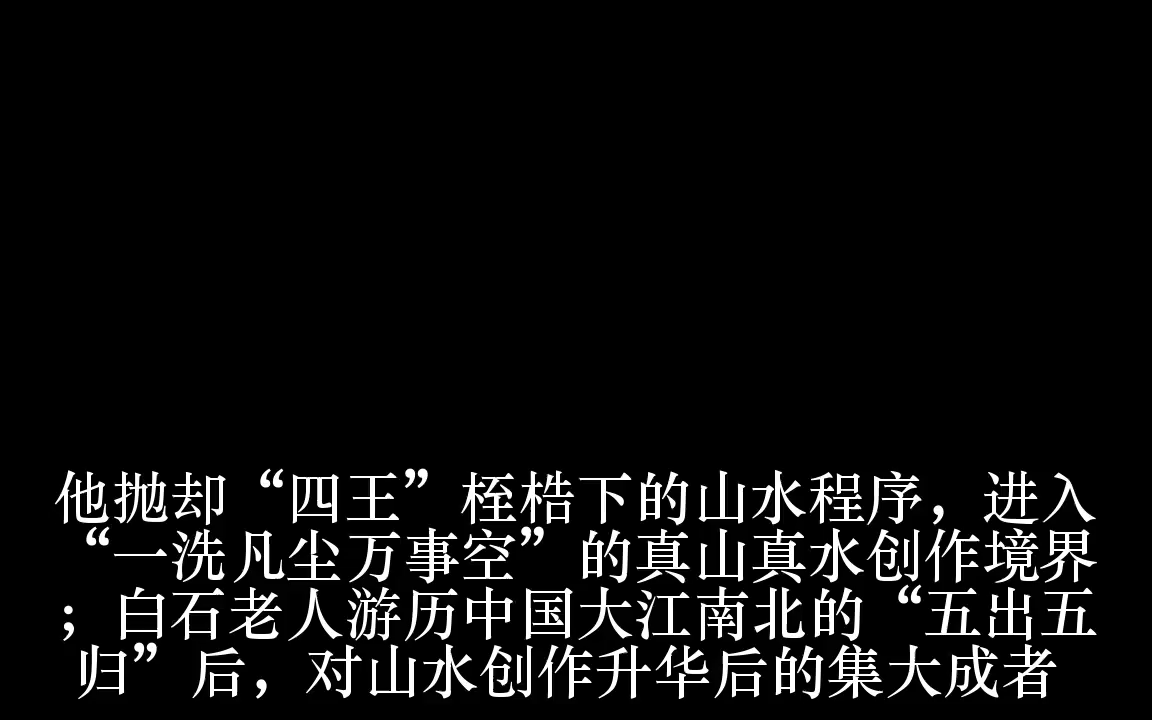 他抛却“四王”桎梏下的山水程序，进入
“一洗凡尘万事空”的真山真水创作境界
；白石老人游历中国大江南北的“五出五
归”后，对山水创作升华后的集大成者